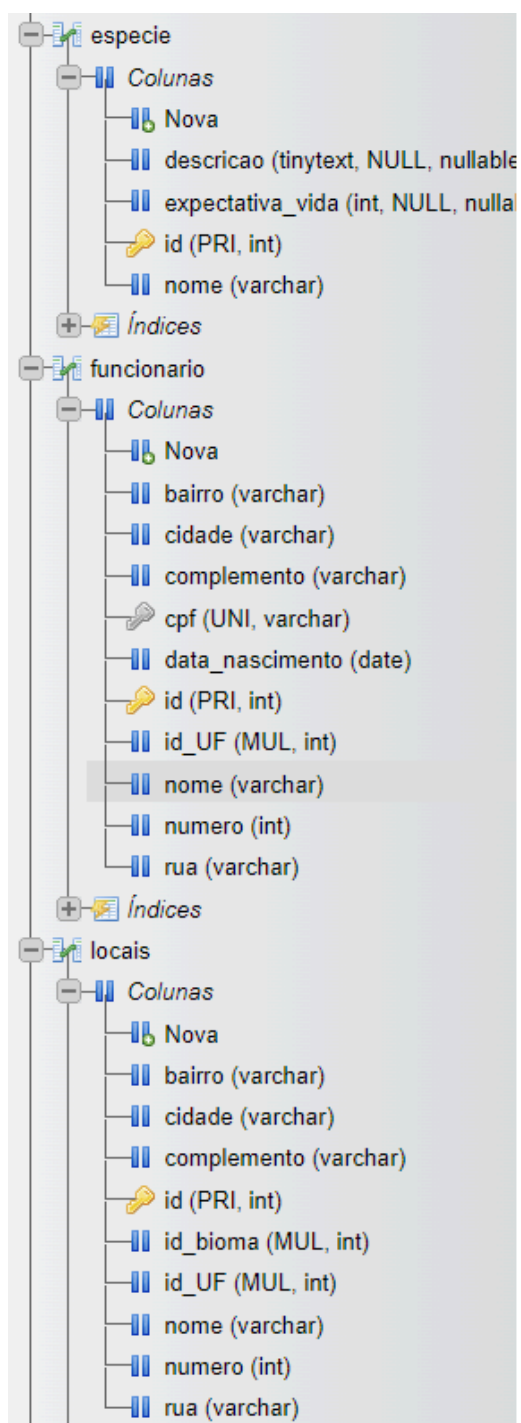 especie
Colunas
Nova
descricao (tinytext, NULL, nullable
expectativa_vida (int, NULL, nulla
id (PRI, int)
nome (varchar)
Índices
funcionario
Colunas
Nova
bairro (varchar)
cidade (varchar)
complemento (varchar)
cpf (UNI, varchar)
data_nascimento (date)
id (PRI, int)
id_UF (MUL, int)
nome (varchar)
numero (int)
rua (varchar)
Índices
locais
Colunas
Nova
bairro (varchar)
cidade (varchar)
complemento (varchar)
id (PRI, int)
id_bioma (MUL, int)
id_UF (MUL, int)
nome (varchar)
numero (int)
rua (varchar)